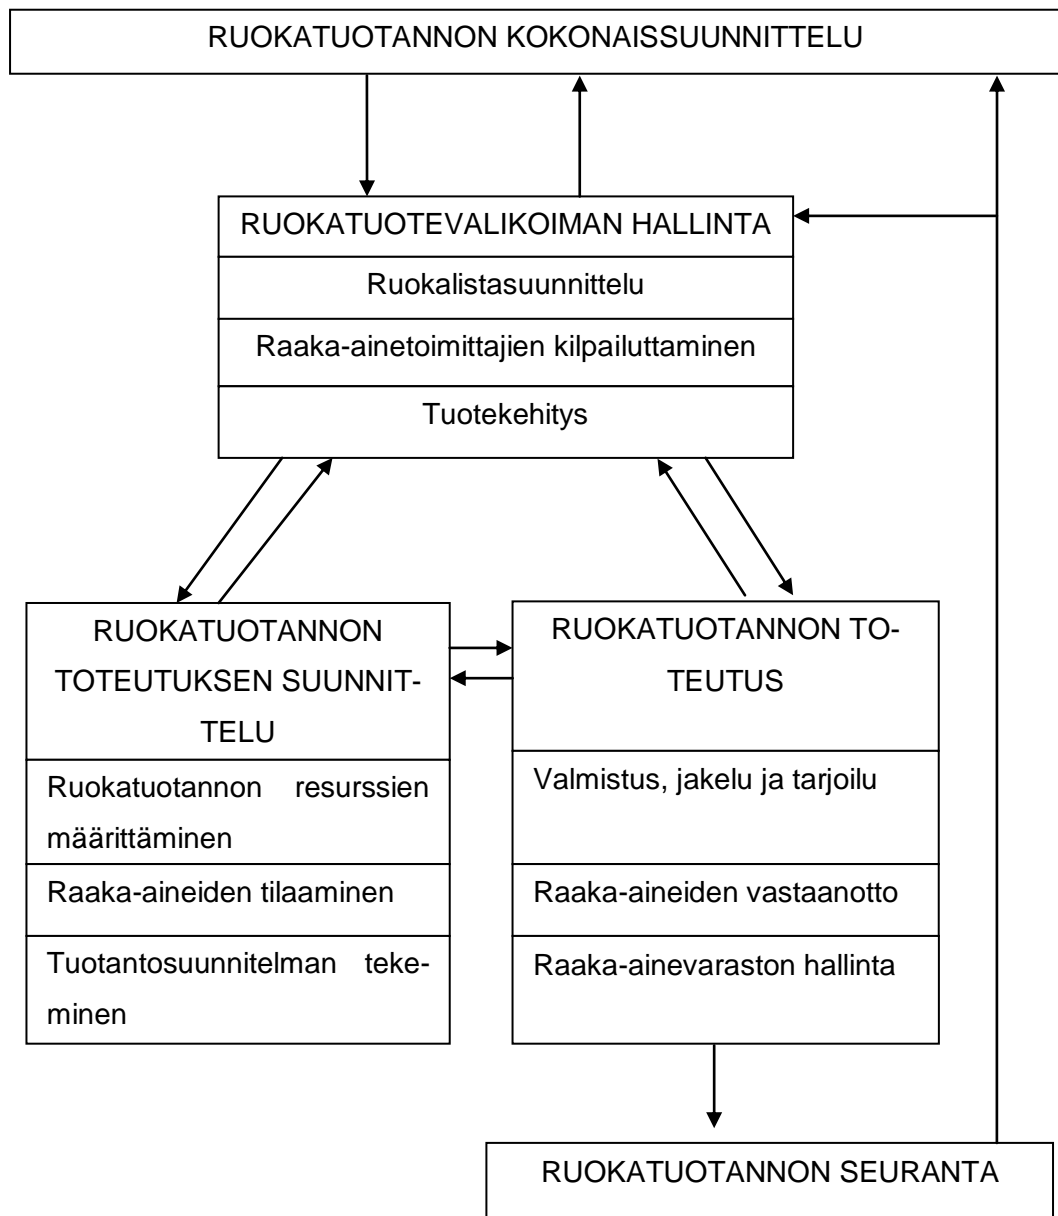 RUOKATUOTANNON KOKONAISSUUNNITTELU
RUOKATUOTEVALIKOIMAN HALLINTA
Ruokalistasuunnittelu
Raaka-ainetoimittajien kilpailuttaminen
Tuotekehitys
RUOKATUOTANNON
TOTEUTUKSEN SUUNNIT-
TELU
Ruokatuotannon resurssien
määrittäminen
Raaka-aineiden tilaaminen
Tuotantosuunnitelman teke-
minen
RUOKATUOTANNON TO-
TEUTUS
Valmistus, jakelu ja tarjoilu
Raaka-aineiden vastaanotto
Raaka-ainevaraston hallinta
RUOKATUOTANNON SEURANTA